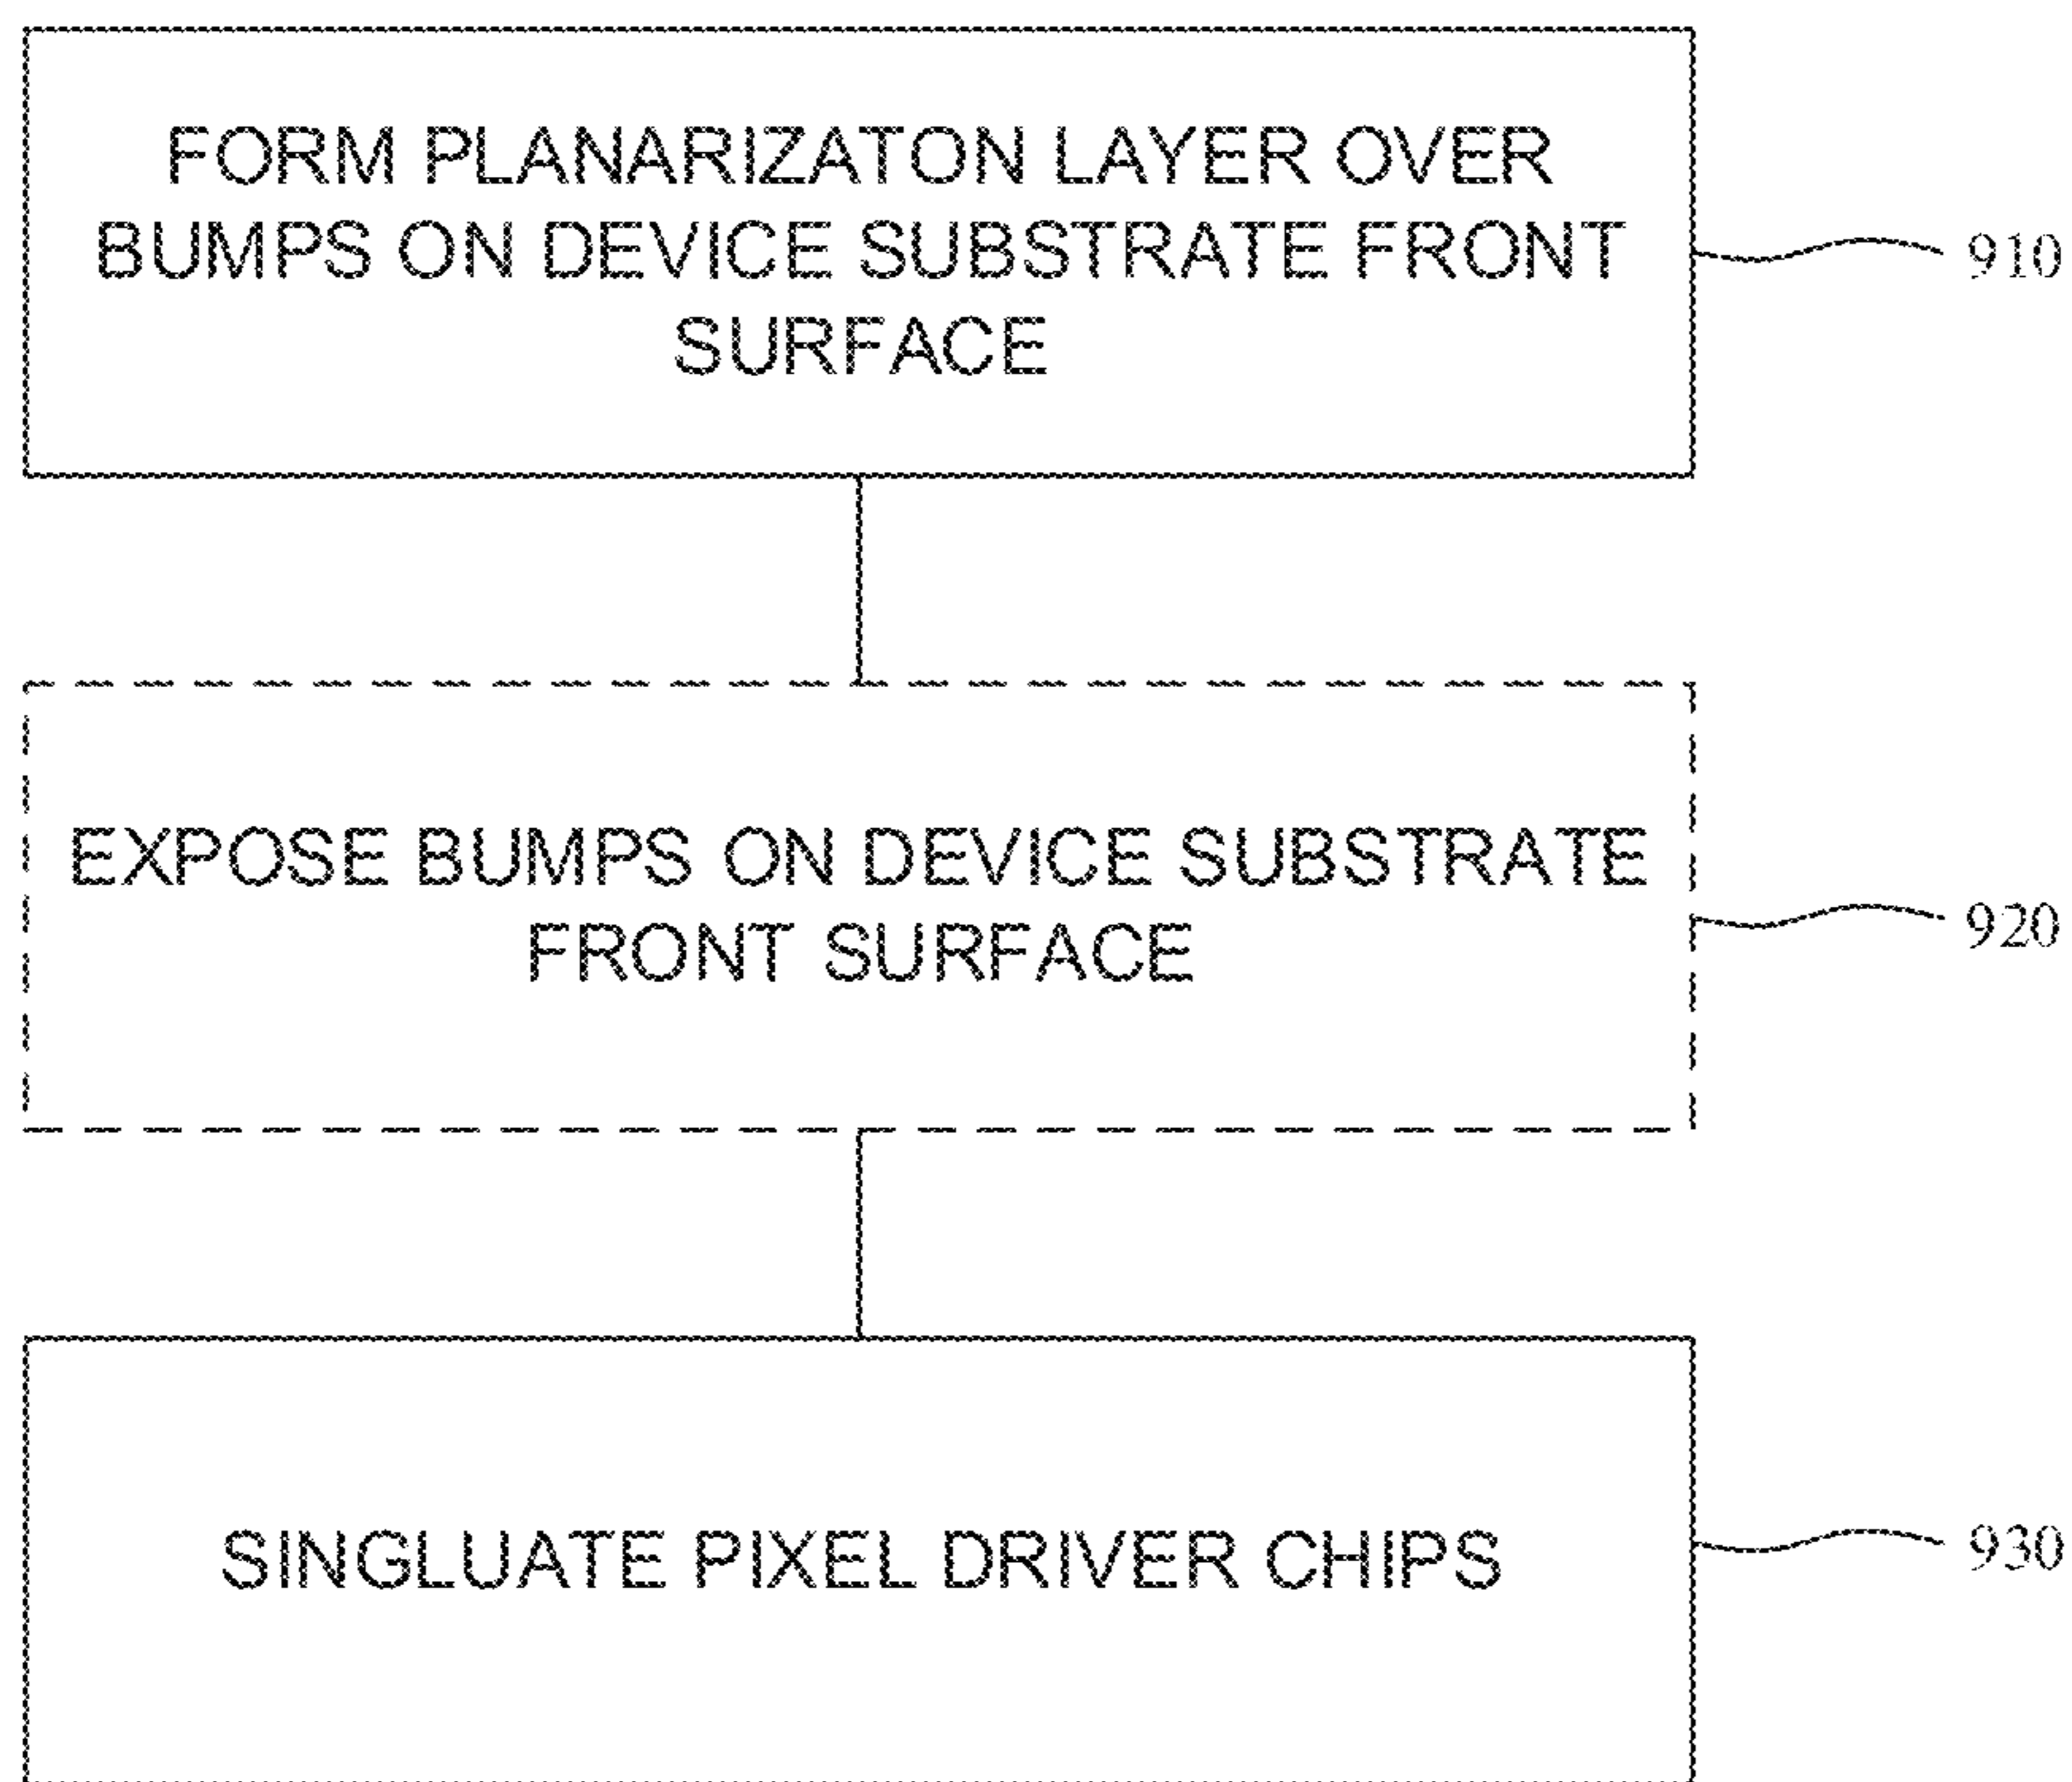 FORM PLANARIZATON LAYER OVER
BUMPS ON DEVICE SUBSTRATE FRONT
SURFACE
910
EXPOSE BUMPS ON DEVICE SUBSTRATE
FRONT SURFACE
920
SINGLUATE PIXEL DRIVER CHIPS
930